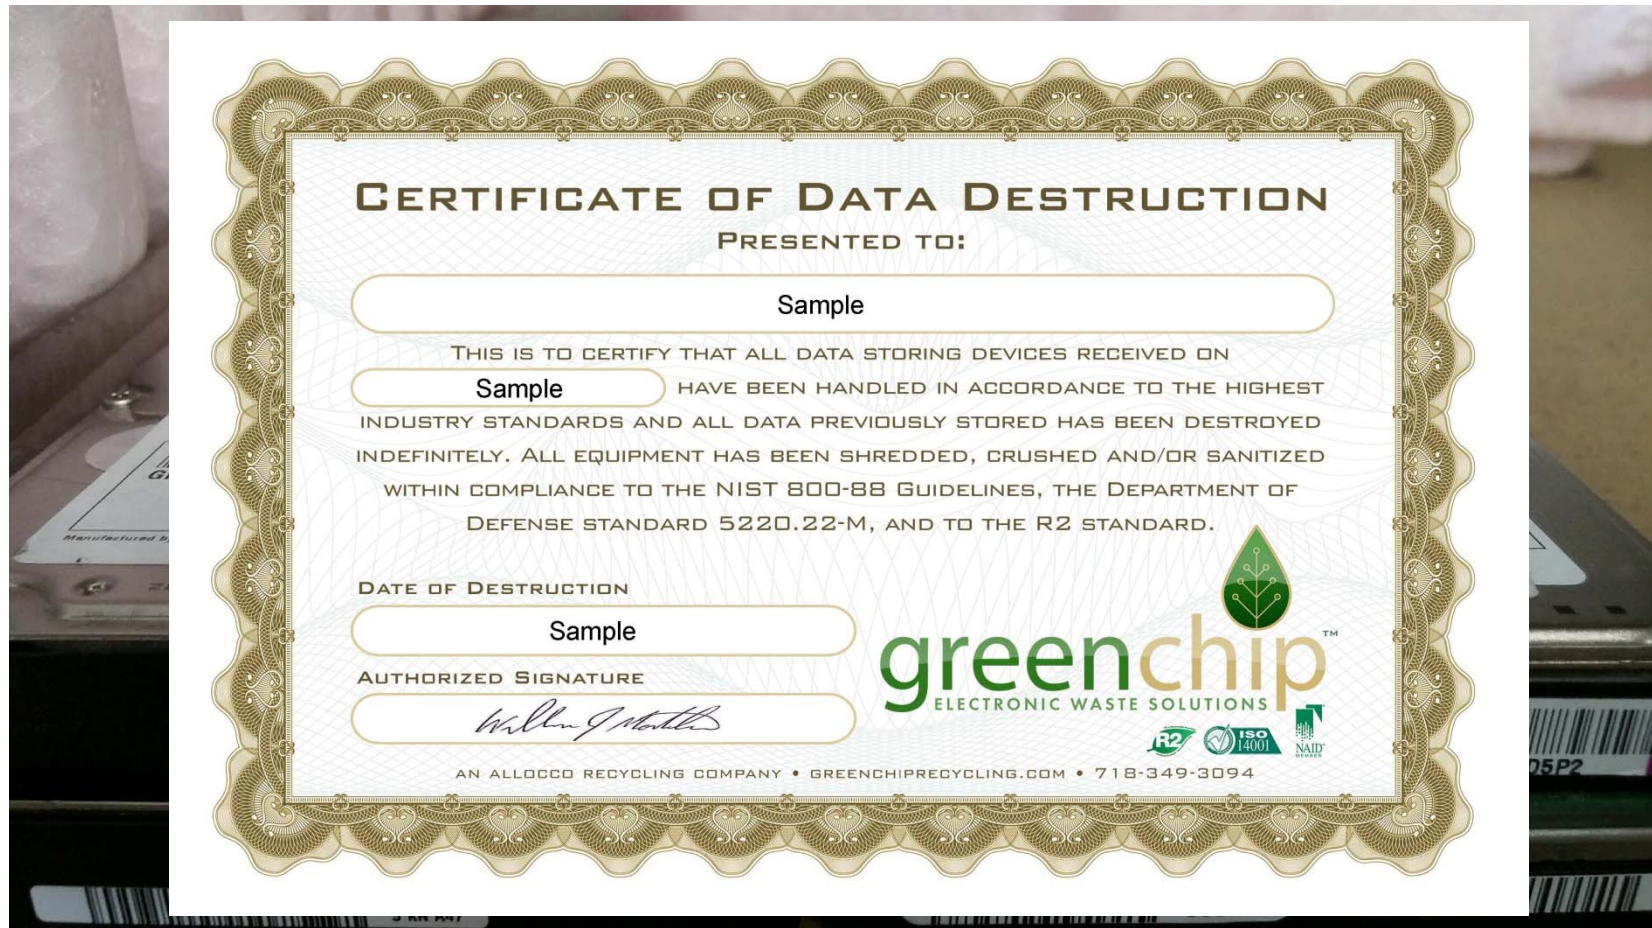 CERTIFICATE OF DATA DESTRUCTION
PRESENTED TO:
Sample
THIS IS TO CERTIFY THAT ALL DATA STORING DEVICES RECEIVED ON
Sample HAVE BEEN HANDLED IN ACCORDANCE TO THE HIGHEST
INDUSTRY STANDARDS AND ALL DATA PREVIOUSLY STORED HAS BEEN DESTROYED
INDEFINITELY. ALL EQUIPMENT HAS BEEN SHREDDED, CRUSHED AND/OR SANITIZED
WITHIN COMPLIANCE TO THE NIST 800-88 GUIDELINES, THE DEPARTMENT OF
DEFENSE STANDARD 5220.22-M, AND TO THE R2 STANDARD.
DATE OF DESTRUCTION
Sample
AUTHORIZED SIGNATURE
greenchip™
ELECTRONIC WASTE SOLUTIONS
R2 ISO 14001 NAID MEMBER
AN ALLOCCO RECYCLING COMPANY • GREENCHIPRECYCLING.COM • 718-349-3094
Manufactured b
05P2